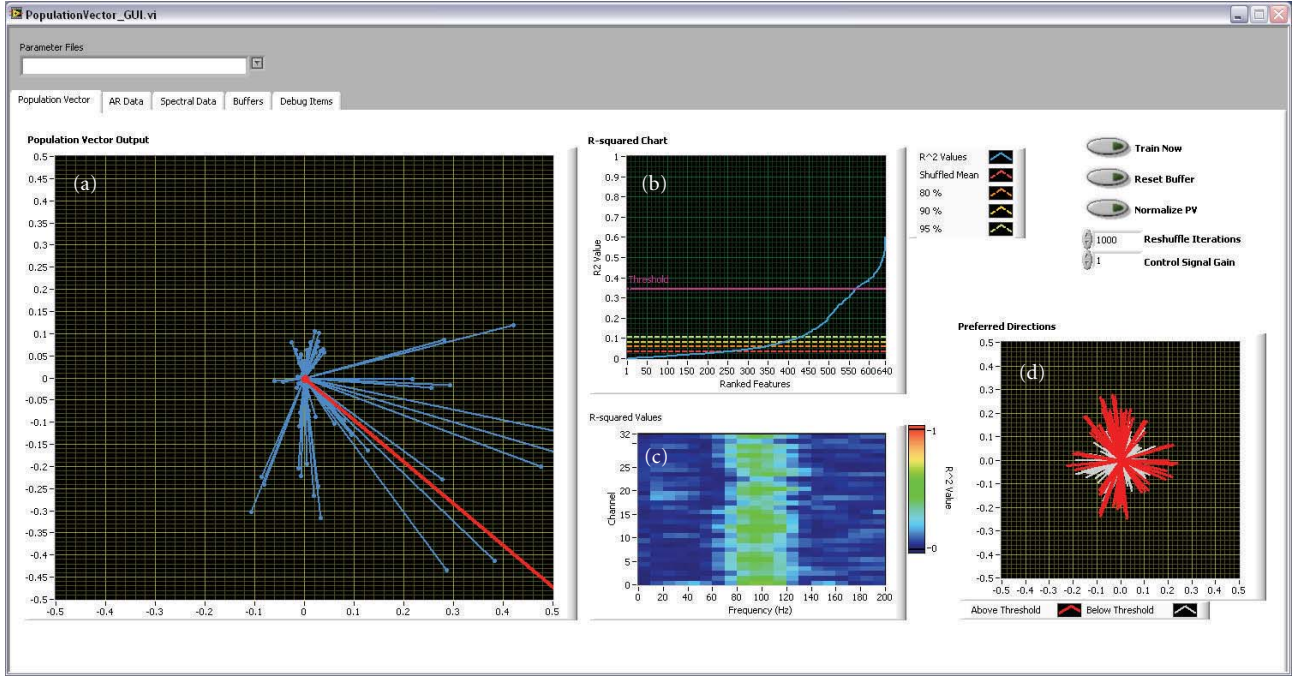 PopulationVector_GUI.vi
Parameter Files
Population Vector
AR Data
Spectral Data
Buffers
Debug Items
Population Vector Output
(a)
0.5
0.45
0.4
0.35
0.3
0.25
0.2
0.15
0.1
0.05
0
-0.05
-0.1
-0.15
-0.2
-0.25
-0.3
-0.35
-0.4
-0.45
-0.5
-0.5 -0.4 -0.3 -0.2 -0.1 0 0.1 0.2 0.3 0.4 0.5
R-squared Chart
(b)
R2 Value
1
0.9
0.8
0.7
0.6
0.5
0.4
0.3
0.2
0.1
0
Threshold
1 50 100 150 200 250 300 350 400 450 500 550 600 640
Ranked Features
R^2 Values
Shuffled Mean
80 %
90 %
95 %
Train Now
Reset Buffer
Normalize PV
1000 Reshuffle Iterations
1 Control Signal Gain
R-squared Values
(c)
Channel
32
25
20
15
10
5
0
0 20 40 60 80 100 120 140 160 180 200
Frequency (Hz)
1
0
R^2 Value
Preferred Directions
(d)
0.5
0.4
0.3
0.2
0.1
0.0
-0.1
-0.2
-0.3
-0.4
-0.5
-0.5 -0.4 -0.3 -0.2 -0.1 0.0 0.1 0.2 0.3 0.4 0.5
Above Threshold Below Threshold